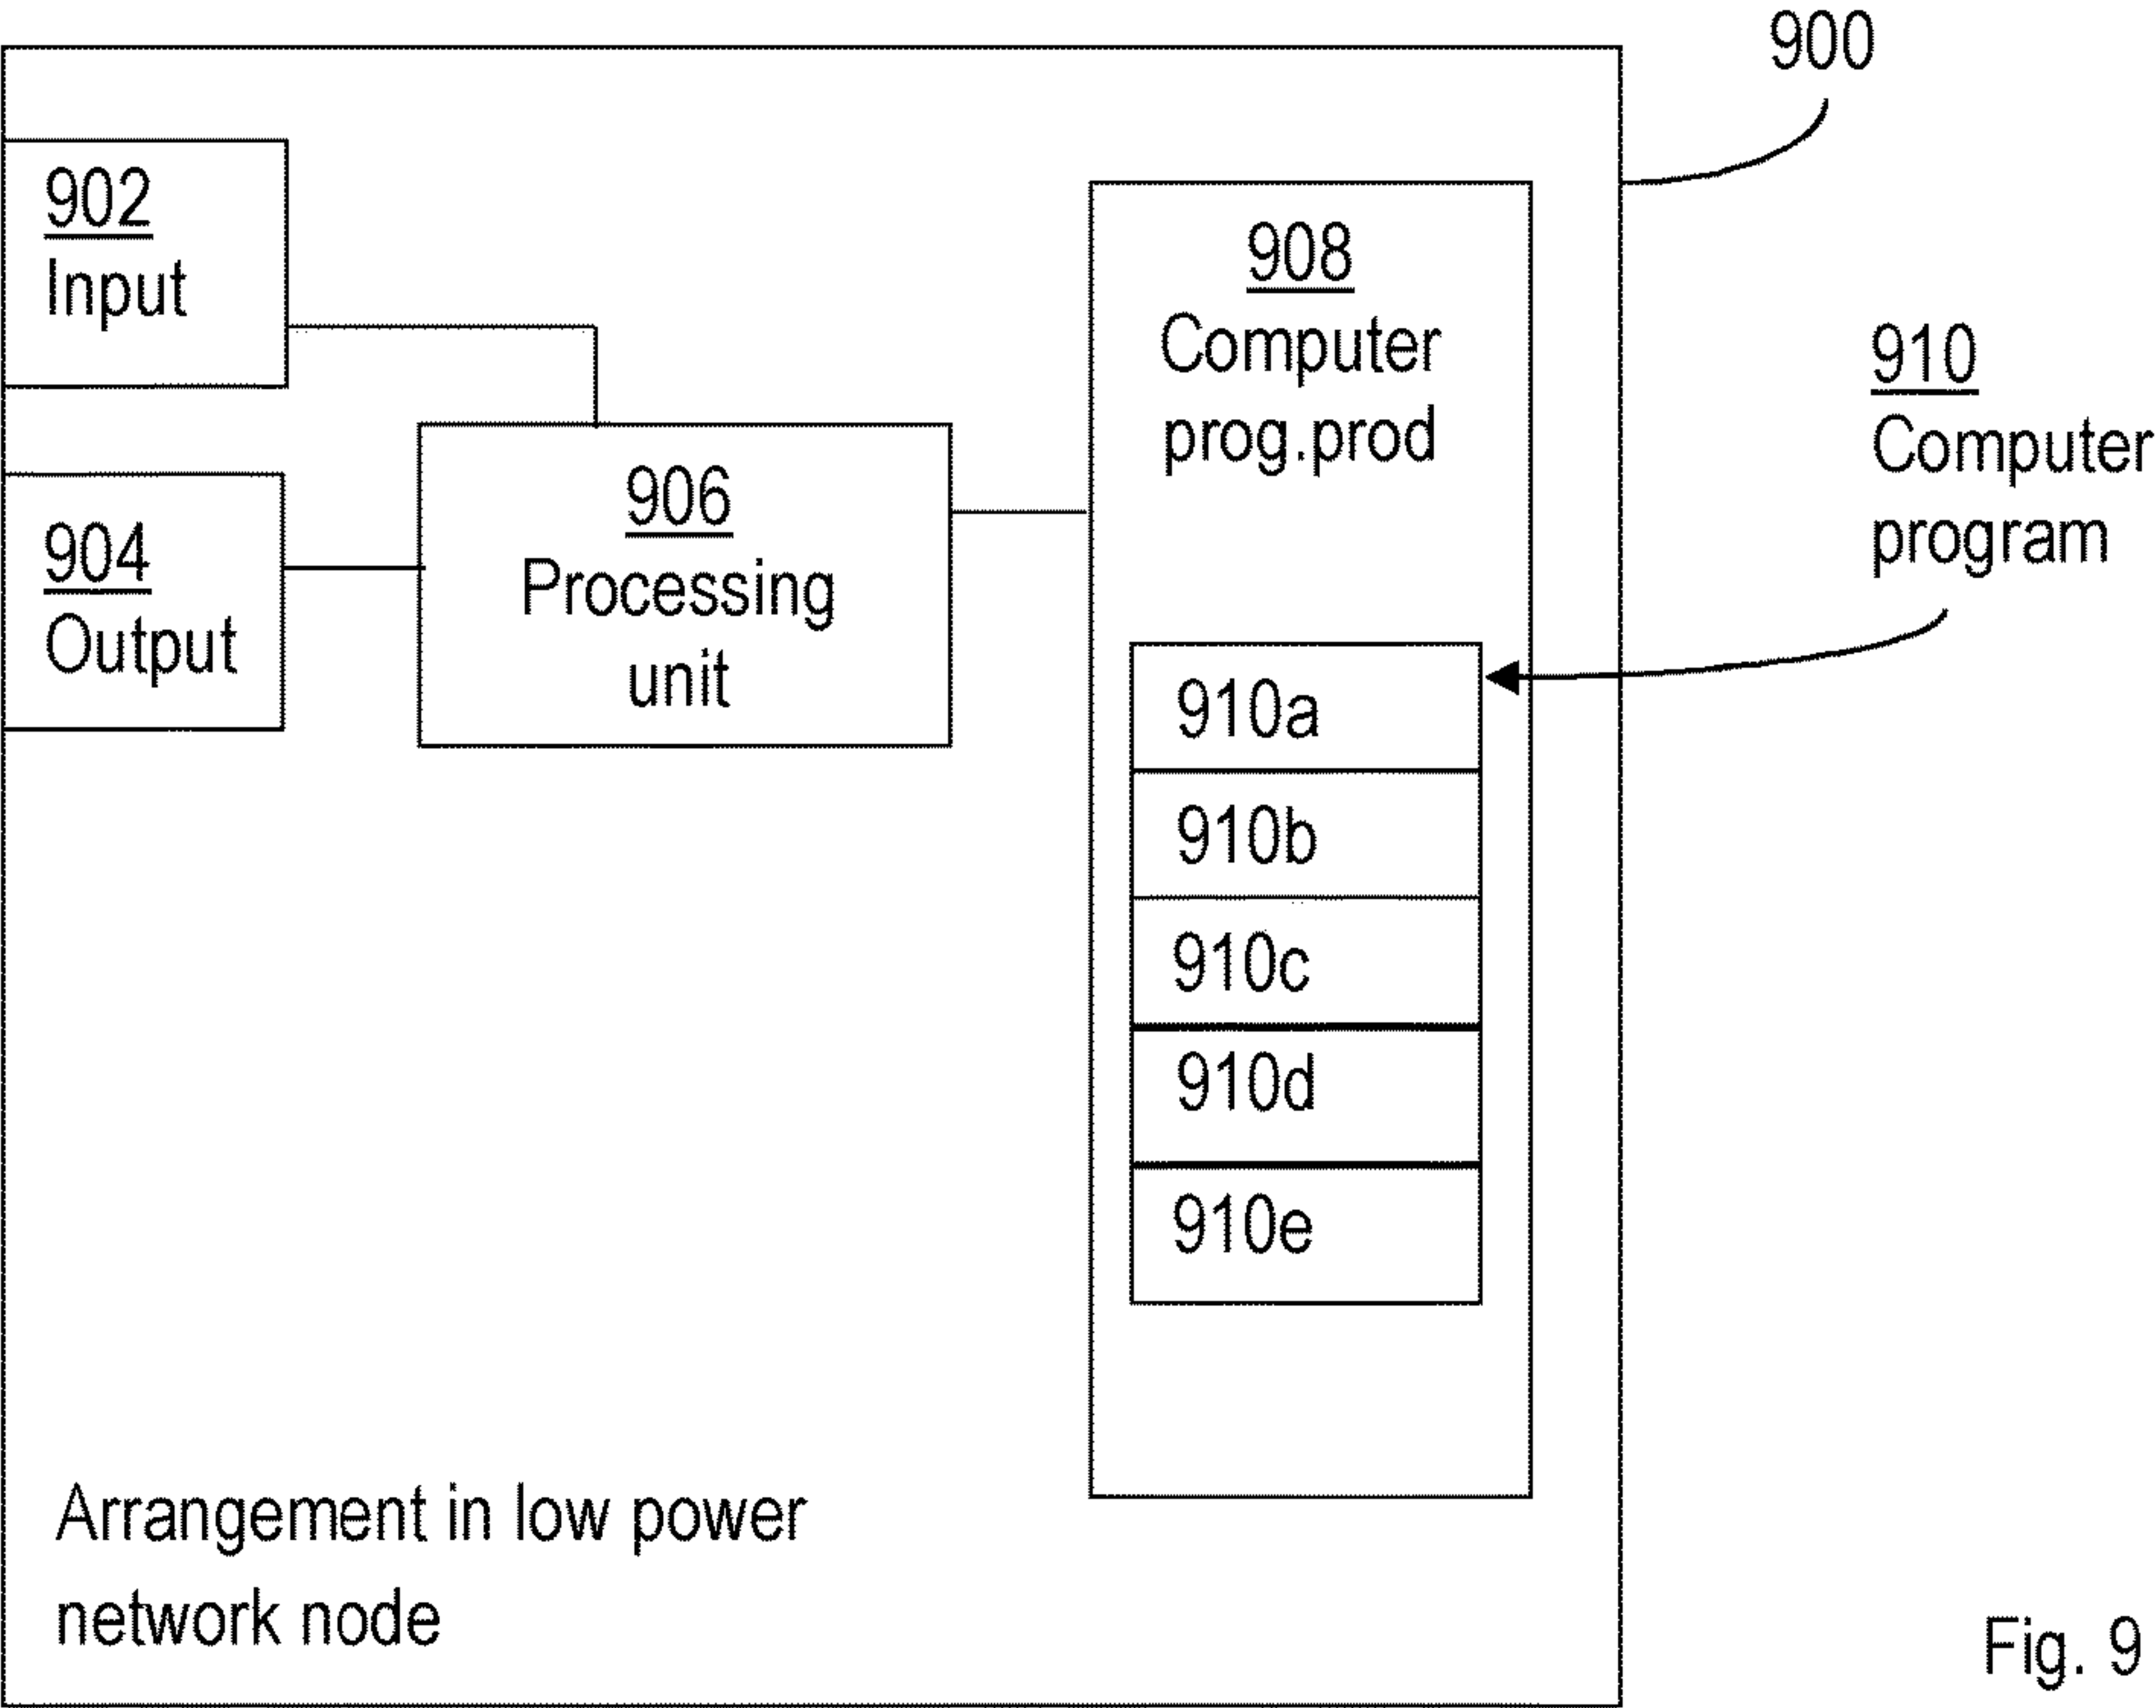 900
902
Input
904
Output
906
Processing
unit
908
Computer
prog.prod
910
Computer
program
910a
910b
910c
910d
910e
Arrangement in low power
network node
Fig. 9